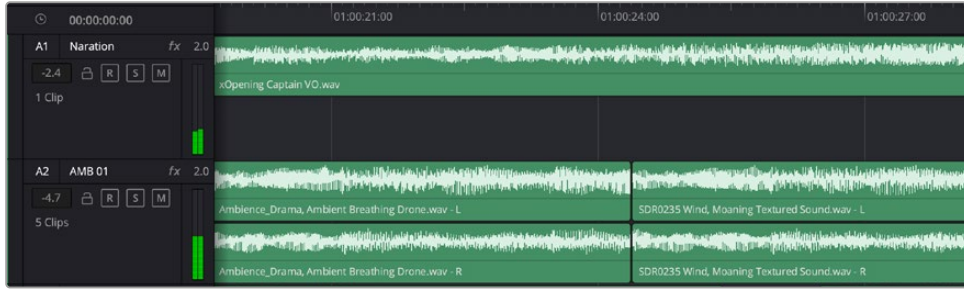 00:00:00:00 01:00:21:00 01:00:24:00 01:00:27:00
A1 Naration fx 2.0
-2.4 R S M
xOpening Captain VO.wav
1 Clip
A2 AMB 01 fx 2.0
-4.7 R S M
Ambience_Drama, Ambient Breathing Drone.wav - L SDR0235 Wind, Moaning Textured Sound.wav - L
5 Clips
Ambience_Drama, Ambient Breathing Drone.wav - R SDR0235 Wind, Moaning Textured Sound.wav - R